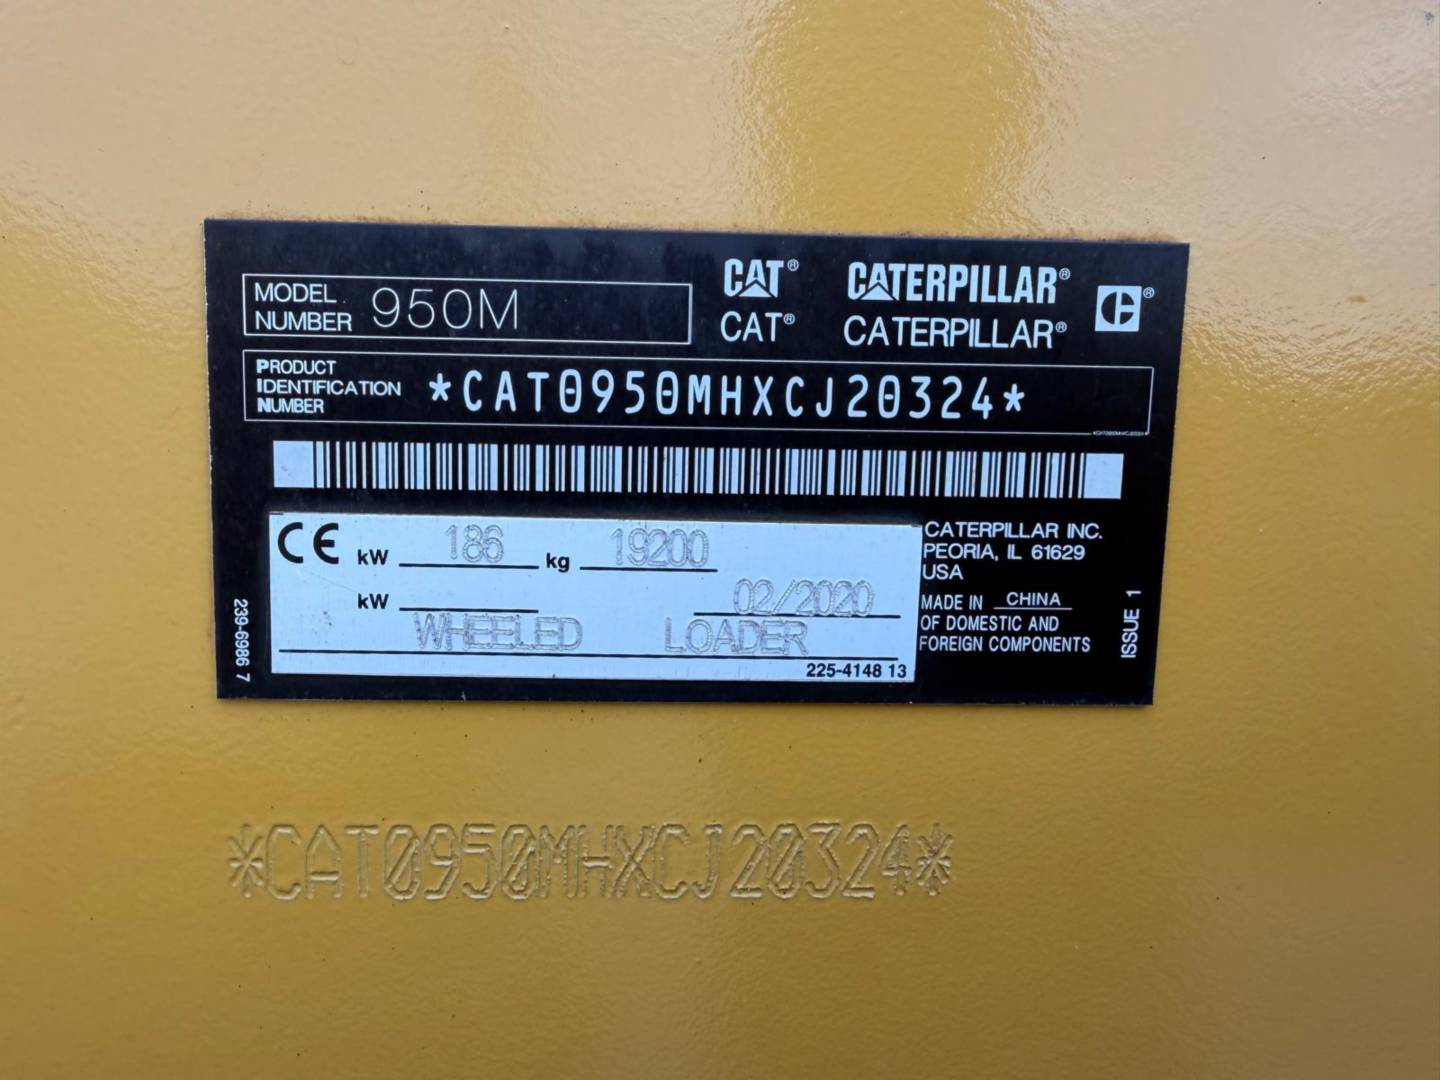 MODEL NUMBER 950M
CAT® CATERPILLAR®
CAT® CATERPILLAR®
PRODUCT IDENTIFICATION NUMBER *CAT0950MHXCJ20324*
*CAT0950MHXCJ20324*
CE kW 186 kg 19200
kW 02/2020
WHEELED LOADER
225-4148 13
CATERPILLAR INC.
PEORIA, IL 61629
USA
MADE IN CHINA
OF DOMESTIC AND
FOREIGN COMPONENTS
ISSUE 1
239-6986 7
*CAT0950MHXCJ20324*